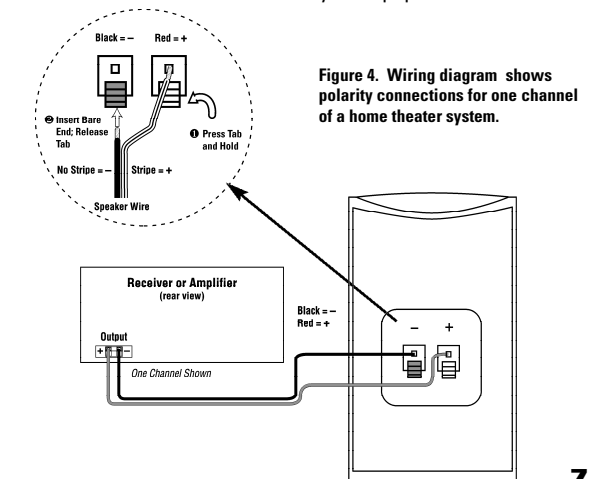 Black = – Red = +
Figure 4. Wiring diagram shows
polarity connections for one channel
of a home theater system.
❷ Insert Bare
End; Release
Tab
❶ Press Tab
and Hold
No Stripe = – Stripe = +
Speaker Wire
Receiver or Amplifier
(rear view)
Black = –
Red = +
– +
Output
+ –
One Channel Shown